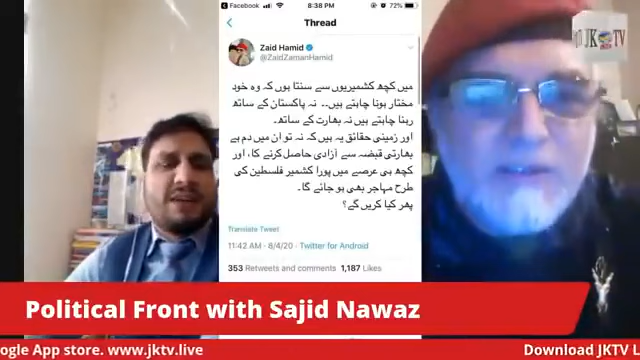 Facebook
8:38 PM
72%
Thread
JK TV
Zaid Hamid
@ZaidZamanHamid
میں کچھ کشمیریوں سے سنتا ہوں کہ وہ خود
مختار ہونا چاہتے ہیں۔۔ نہ پاکستان کے ساتھ
رہنا چاہتے ہیں نہ بھارت کے ساتھ۔
اور زمینی حقائق یہ ہیں کہ نہ تو ان میں دم ہے
بھارتی قبضہ سے آزادی حاصل کرنے کا، اور
کچھ ہی عرصے میں پورا کشمیر فلسطین کی
طرح مہاجر بھی ہو جائے گا۔
پھر کیا کریں گے؟
Translate Tweet
11:42 AM · 8/4/20 · Twitter for Android
353 Retweets and comments 1,187 Likes
Political Front with Sajid Nawaz
oogle App store. www.jktv.live
Download JKTV L